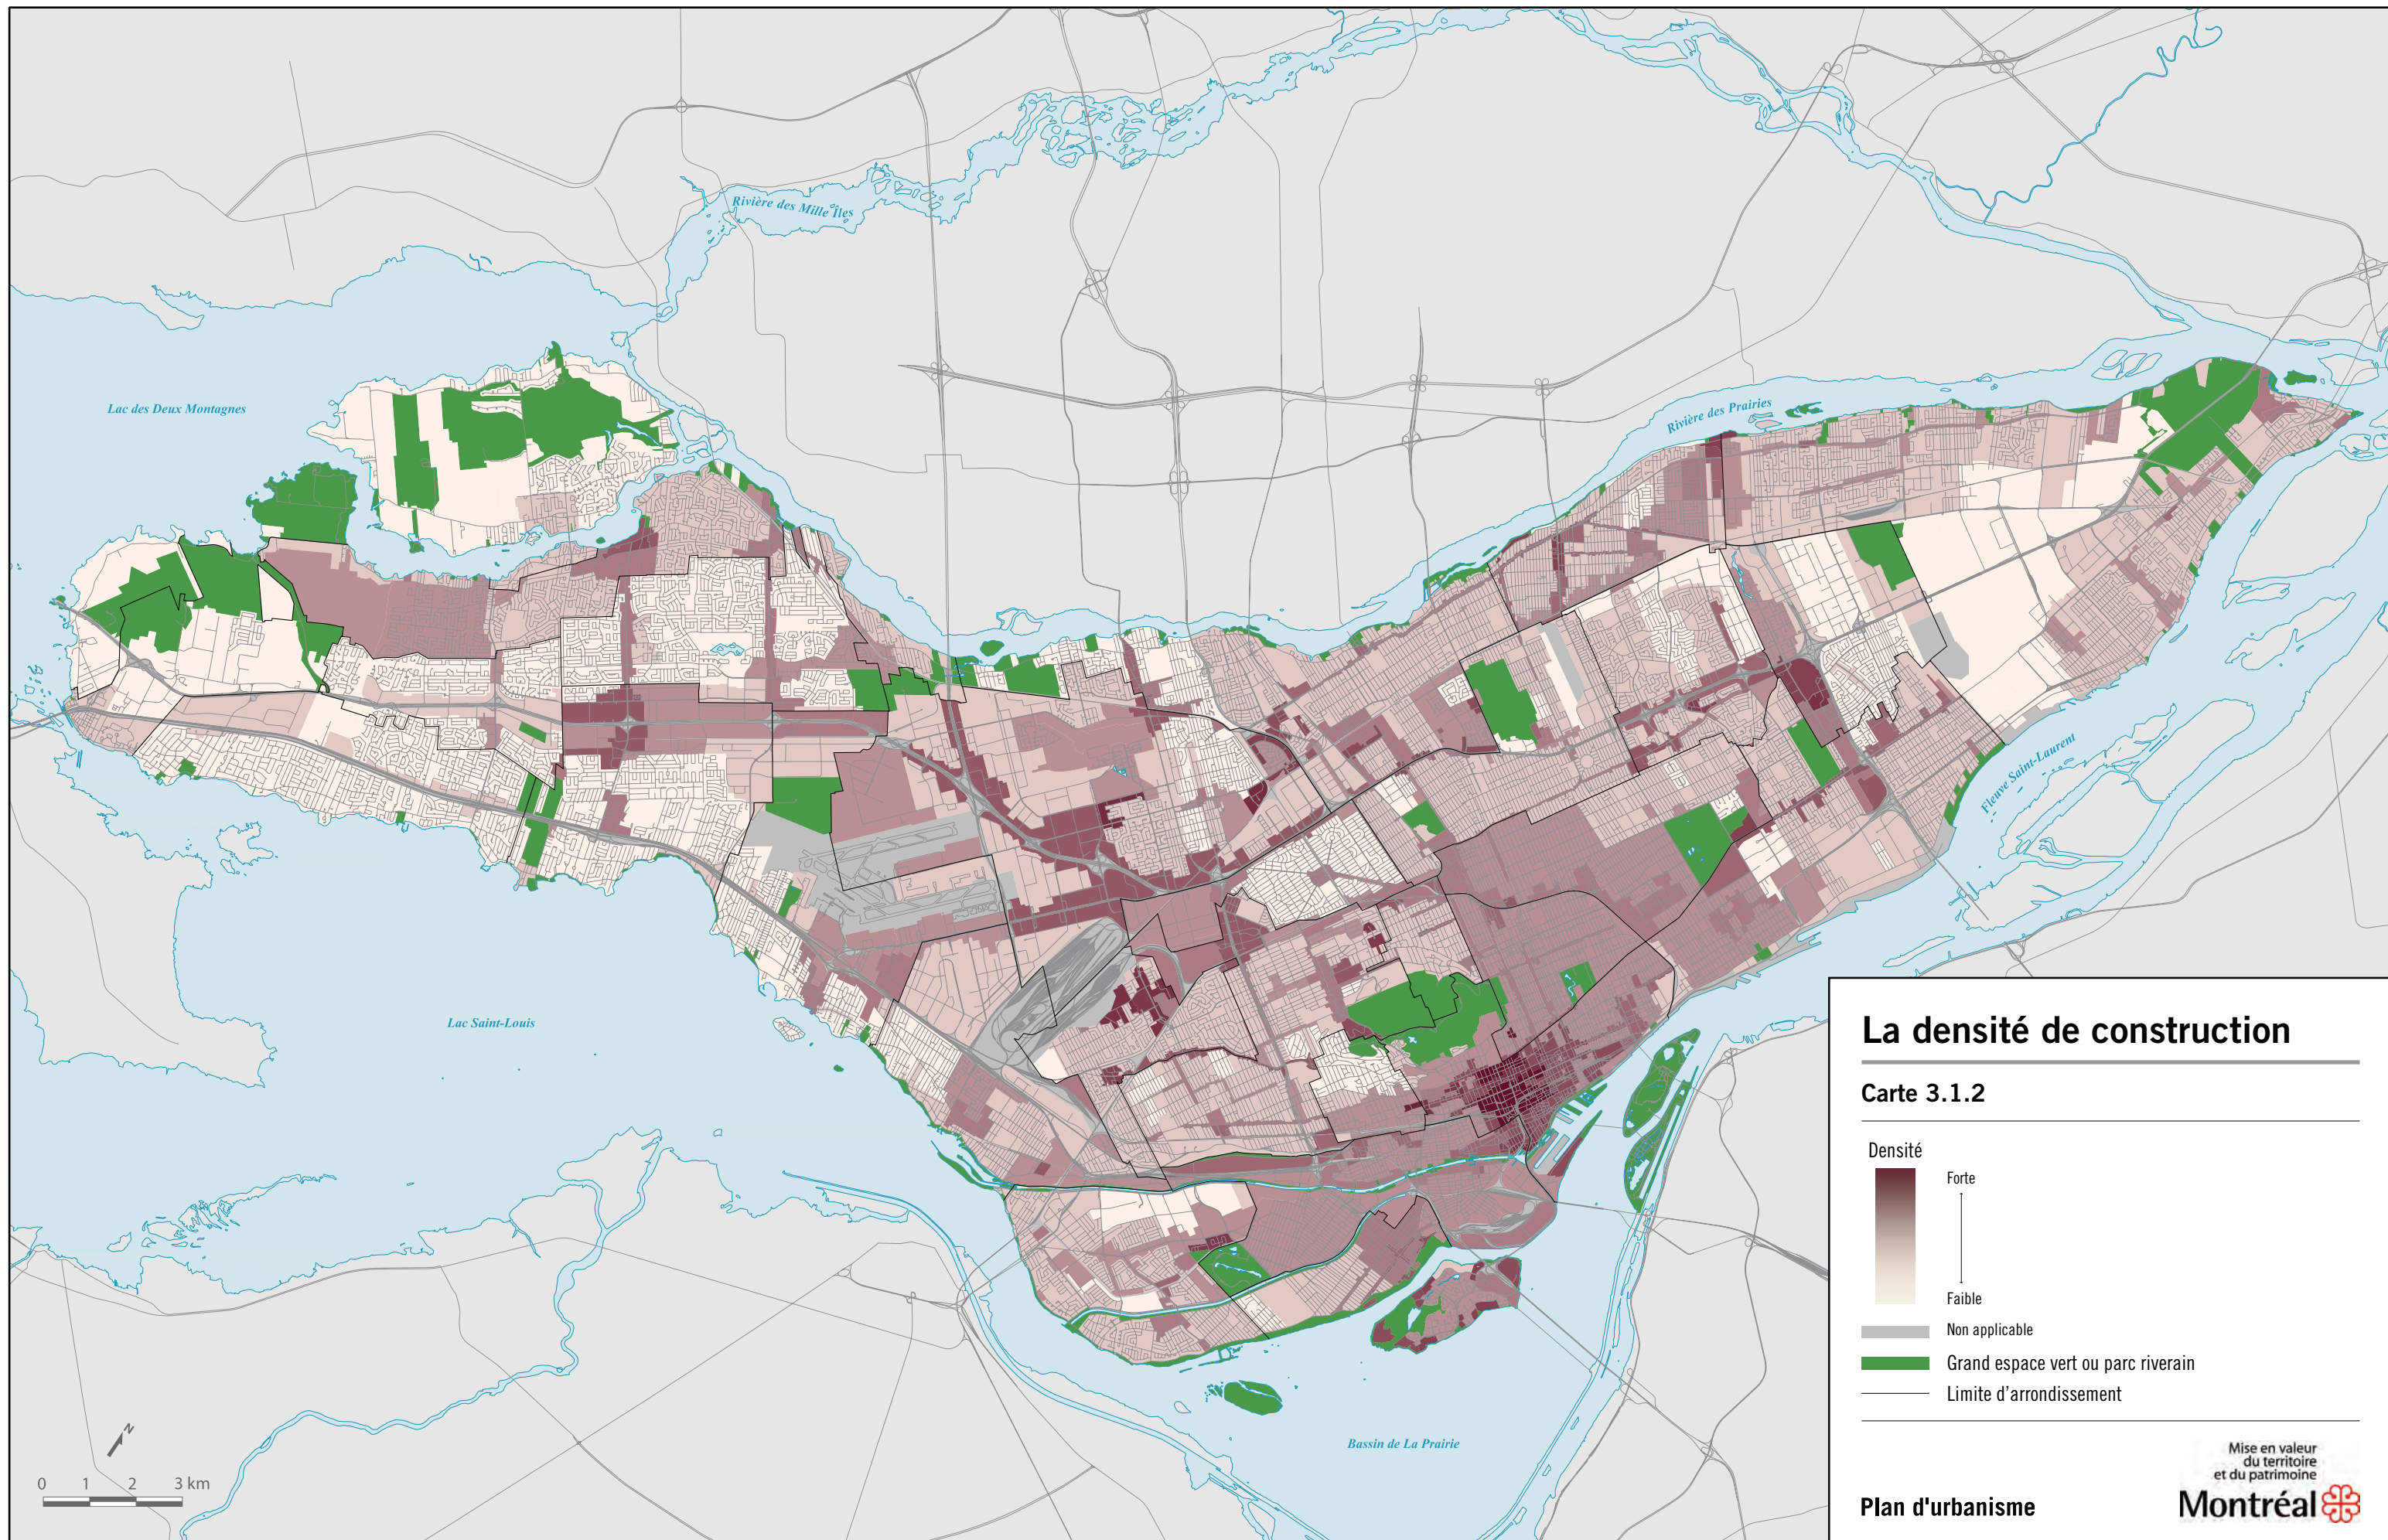 Rivière des Mille Îles
Lac des Deux Montagnes
Rivière des Prairies
Fleuve Saint-Laurent
Lac Saint-Louis
Bassin de La Prairie
N
0 1 2 3 km
La densité de construction
Carte 3.1.2
Densité
Forte
Faible
Non applicable
Grand espace vert ou parc riverain
Limite d'arrondissement
Mise en valeur
du territoire
et du patrimoine
Plan d'urbanisme
Montréal